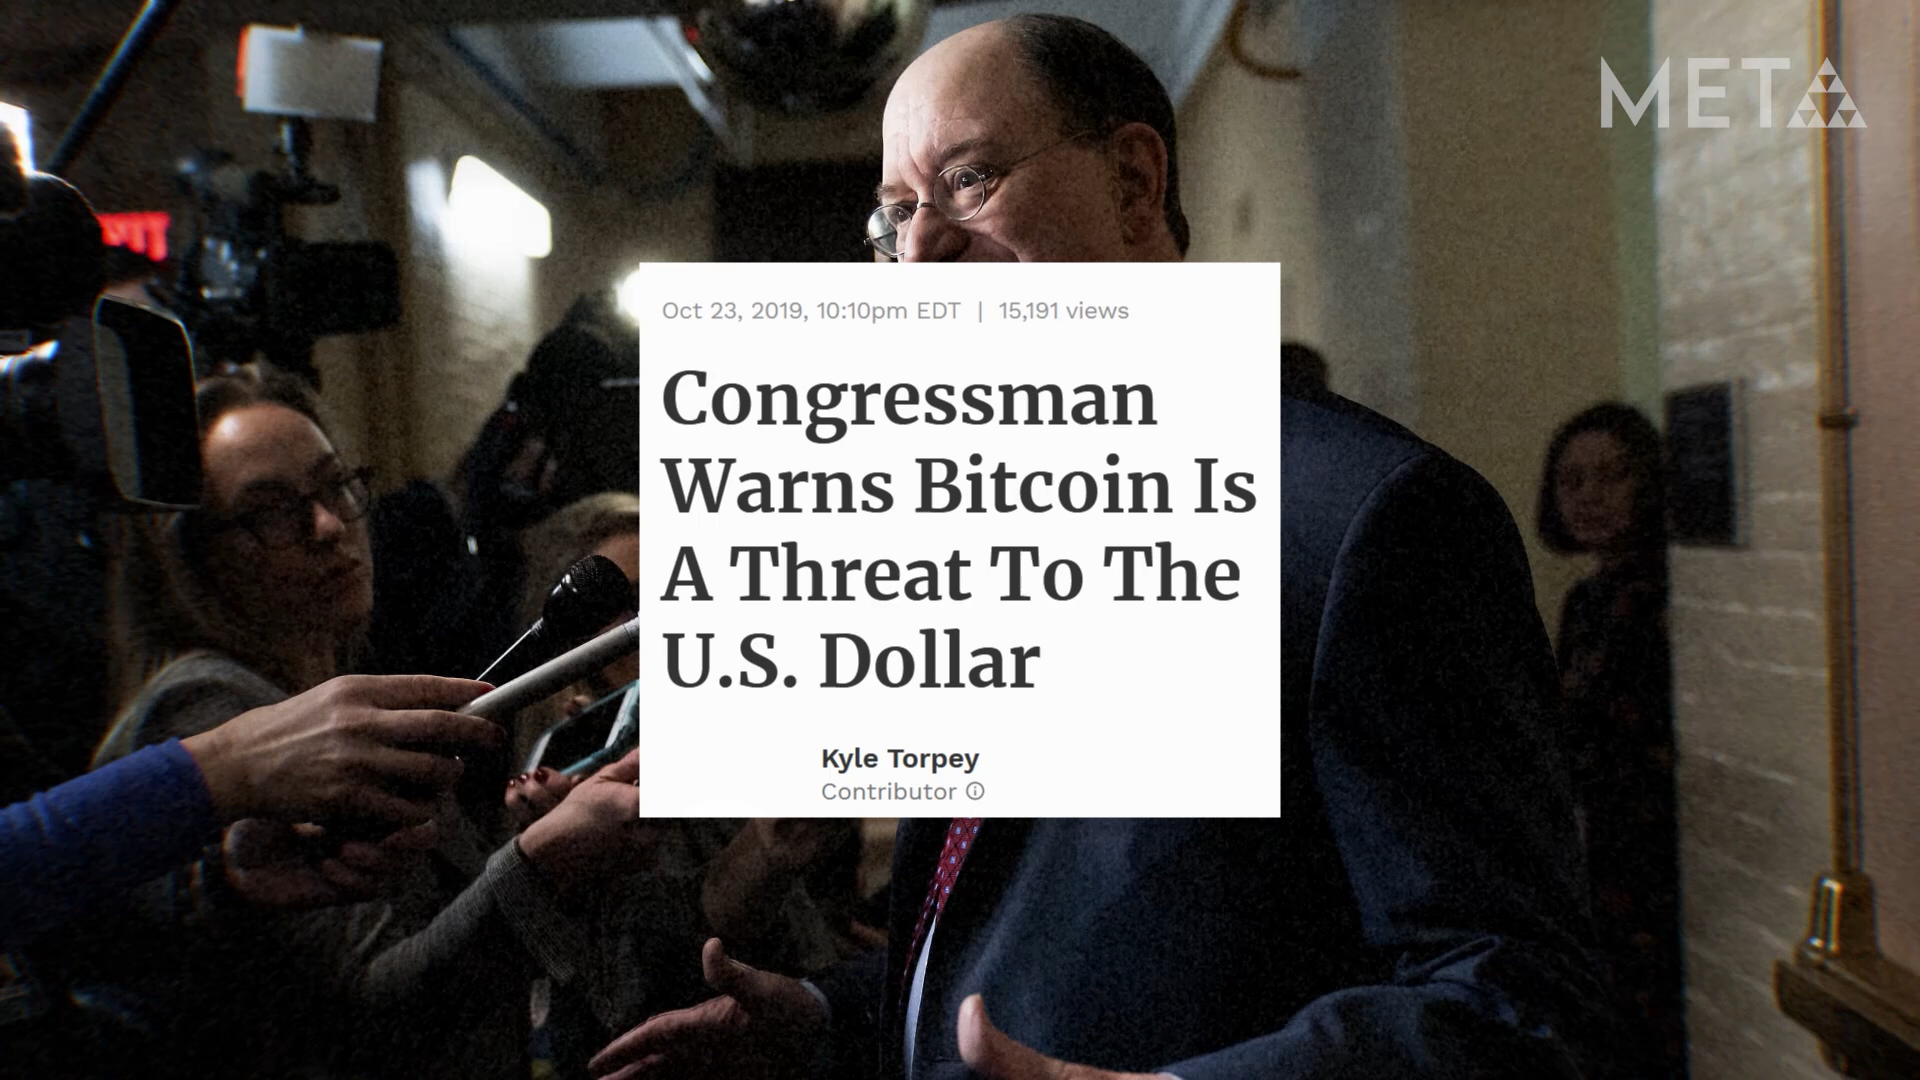 META
Oct 23, 2019, 10:10pm EDT | 15,191 views
Congressman
Warns Bitcoin Is
A Threat To The
U.S. Dollar
Kyle Torpey
Contributor